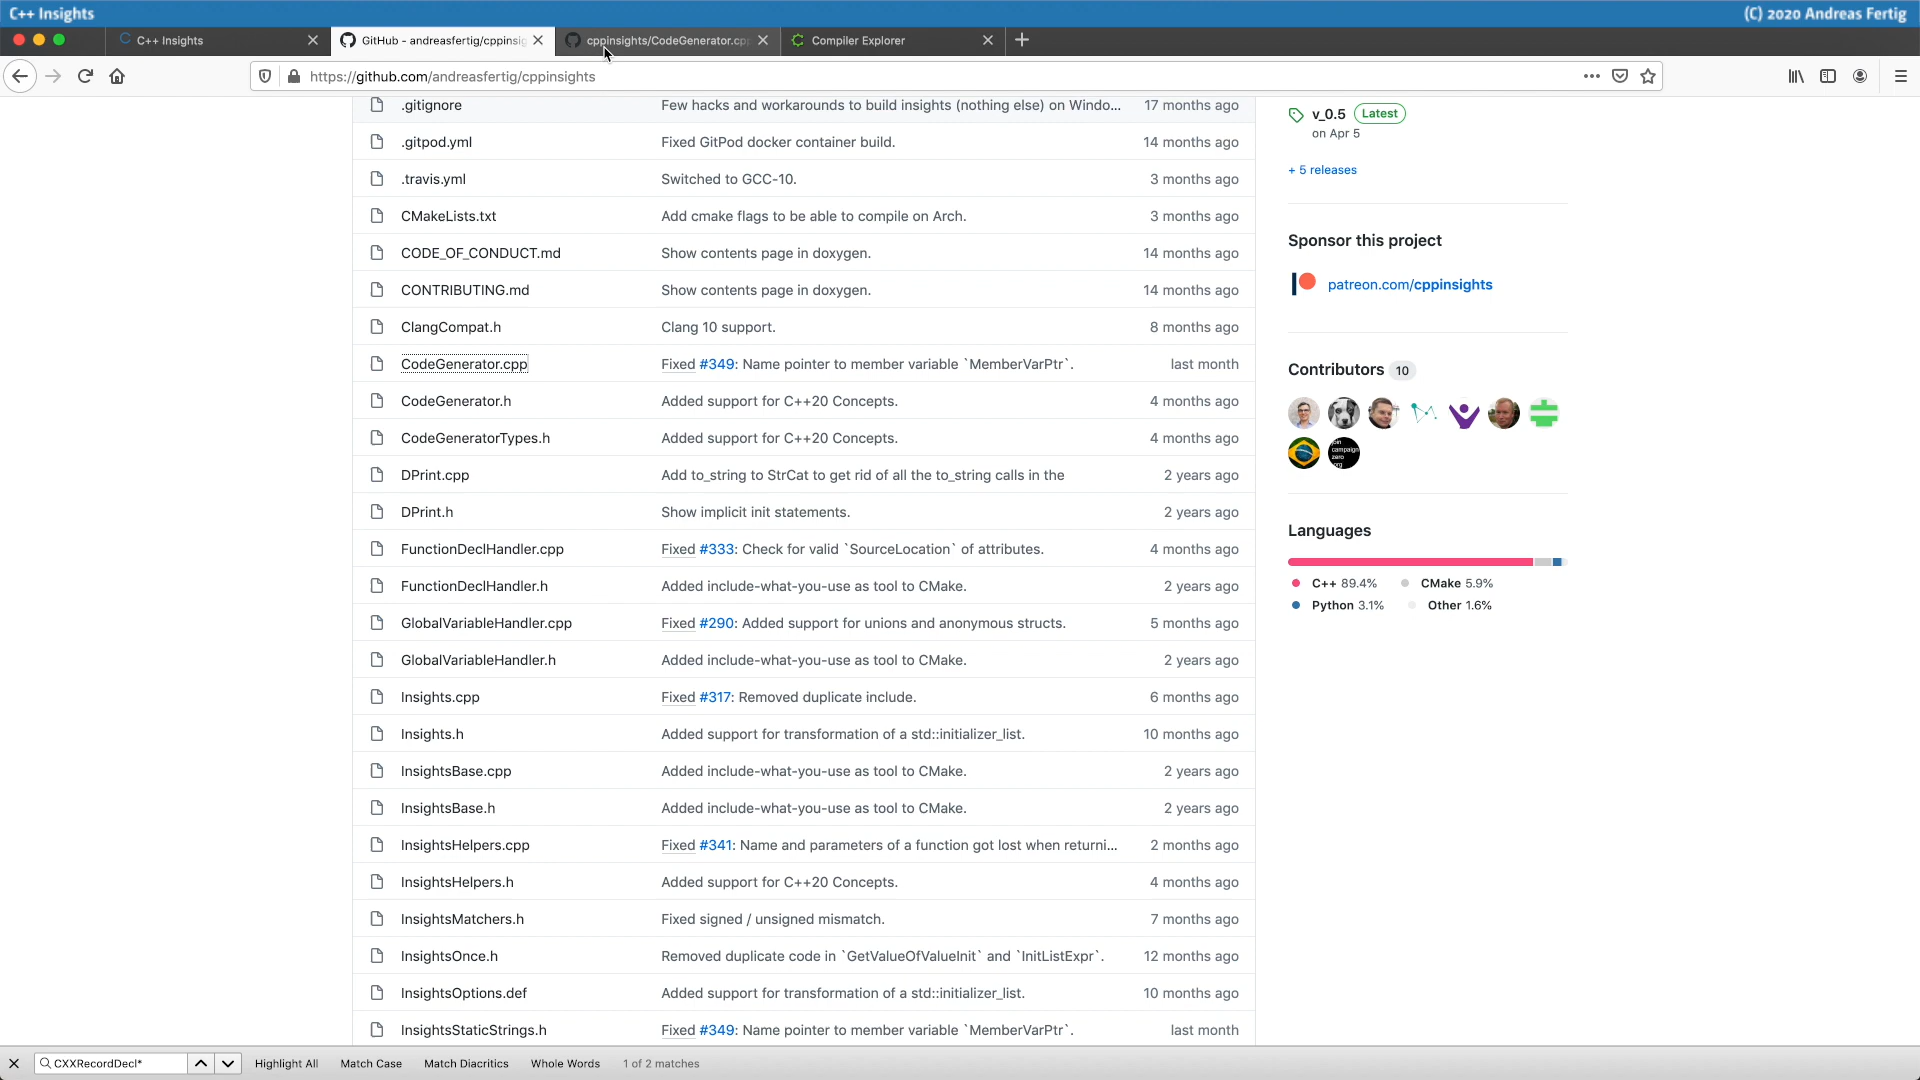 C++ Insights
(C) 2020 Andreas Fertig
C++ Insights
GitHub - andreasfertig/cppinsig
cppinsights/CodeGenerator.cp
Compiler Explorer
https://github.com/andreasfertig/cppinsights
.gitignore Few hacks and workarounds to build insights (nothing else) on Windo... 17 months ago
.gitpod.yml Fixed GitPod docker container build. 14 months ago
.travis.yml Switched to GCC-10. 3 months ago
CMakeLists.txt Add cmake flags to be able to compile on Arch. 3 months ago
CODE_OF_CONDUCT.md Show contents page in doxygen. 14 months ago
CONTRIBUTING.md Show contents page in doxygen. 14 months ago
ClangCompat.h Clang 10 support. 8 months ago
CodeGenerator.cpp Fixed #349: Name pointer to member variable `MemberVarPtr`. last month
CodeGenerator.h Added support for C++20 Concepts. 4 months ago
CodeGeneratorTypes.h Added support for C++20 Concepts. 4 months ago
DPrint.cpp Add to_string to StrCat to get rid of all the to_string calls in the 2 years ago
DPrint.h Show implicit init statements. 2 years ago
FunctionDeclHandler.cpp Fixed #333: Check for valid `SourceLocation` of attributes. 4 months ago
FunctionDeclHandler.h Added include-what-you-use as tool to CMake. 2 years ago
GlobalVariableHandler.cpp Fixed #290: Added support for unions and anonymous structs. 5 months ago
GlobalVariableHandler.h Added include-what-you-use as tool to CMake. 2 years ago
Insights.cpp Fixed #317: Removed duplicate include. 6 months ago
Insights.h Added support for transformation of a std::initializer_list. 10 months ago
InsightsBase.cpp Added include-what-you-use as tool to CMake. 2 years ago
InsightsBase.h Added include-what-you-use as tool to CMake. 2 years ago
InsightsHelpers.cpp Fixed #341: Name and parameters of a function got lost when returni... 2 months ago
InsightsHelpers.h Added support for C++20 Concepts. 4 months ago
InsightsMatchers.h Fixed signed / unsigned mismatch. 7 months ago
InsightsOnce.h Removed duplicate code in `GetValueOfValueInit` and `InitListExpr`. 12 months ago
InsightsOptions.def Added support for transformation of a std::initializer_list. 10 months ago
InsightsStaticStrings.h Fixed #349: Name pointer to member variable `MemberVarPtr`. last month
v_0.5 Latest
on Apr 5
+ 5 releases
Sponsor this project
patreon.com/cppinsights
Contributors 10
join
campaign
zero
.org
Languages
C++ 89.4% CMake 5.9%
Python 3.1% Other 1.6%
CXXRecordDecl* Highlight All Match Case Match Diacritics Whole Words 1 of 2 matches